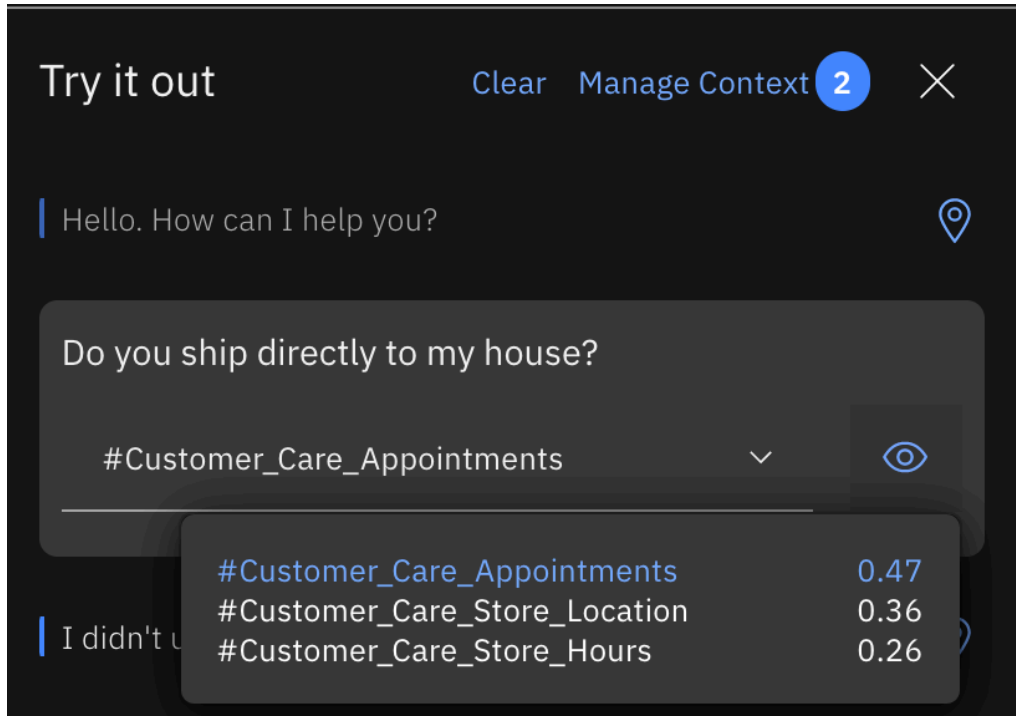 Try it out
Clear
Manage Context 2
Hello. How can I help you?
Do you ship directly to my house?
#Customer_Care_Appointments
#Customer_Care_Appointments 0.47
#Customer_Care_Store_Location 0.36
#Customer_Care_Store_Hours 0.26
I didn't